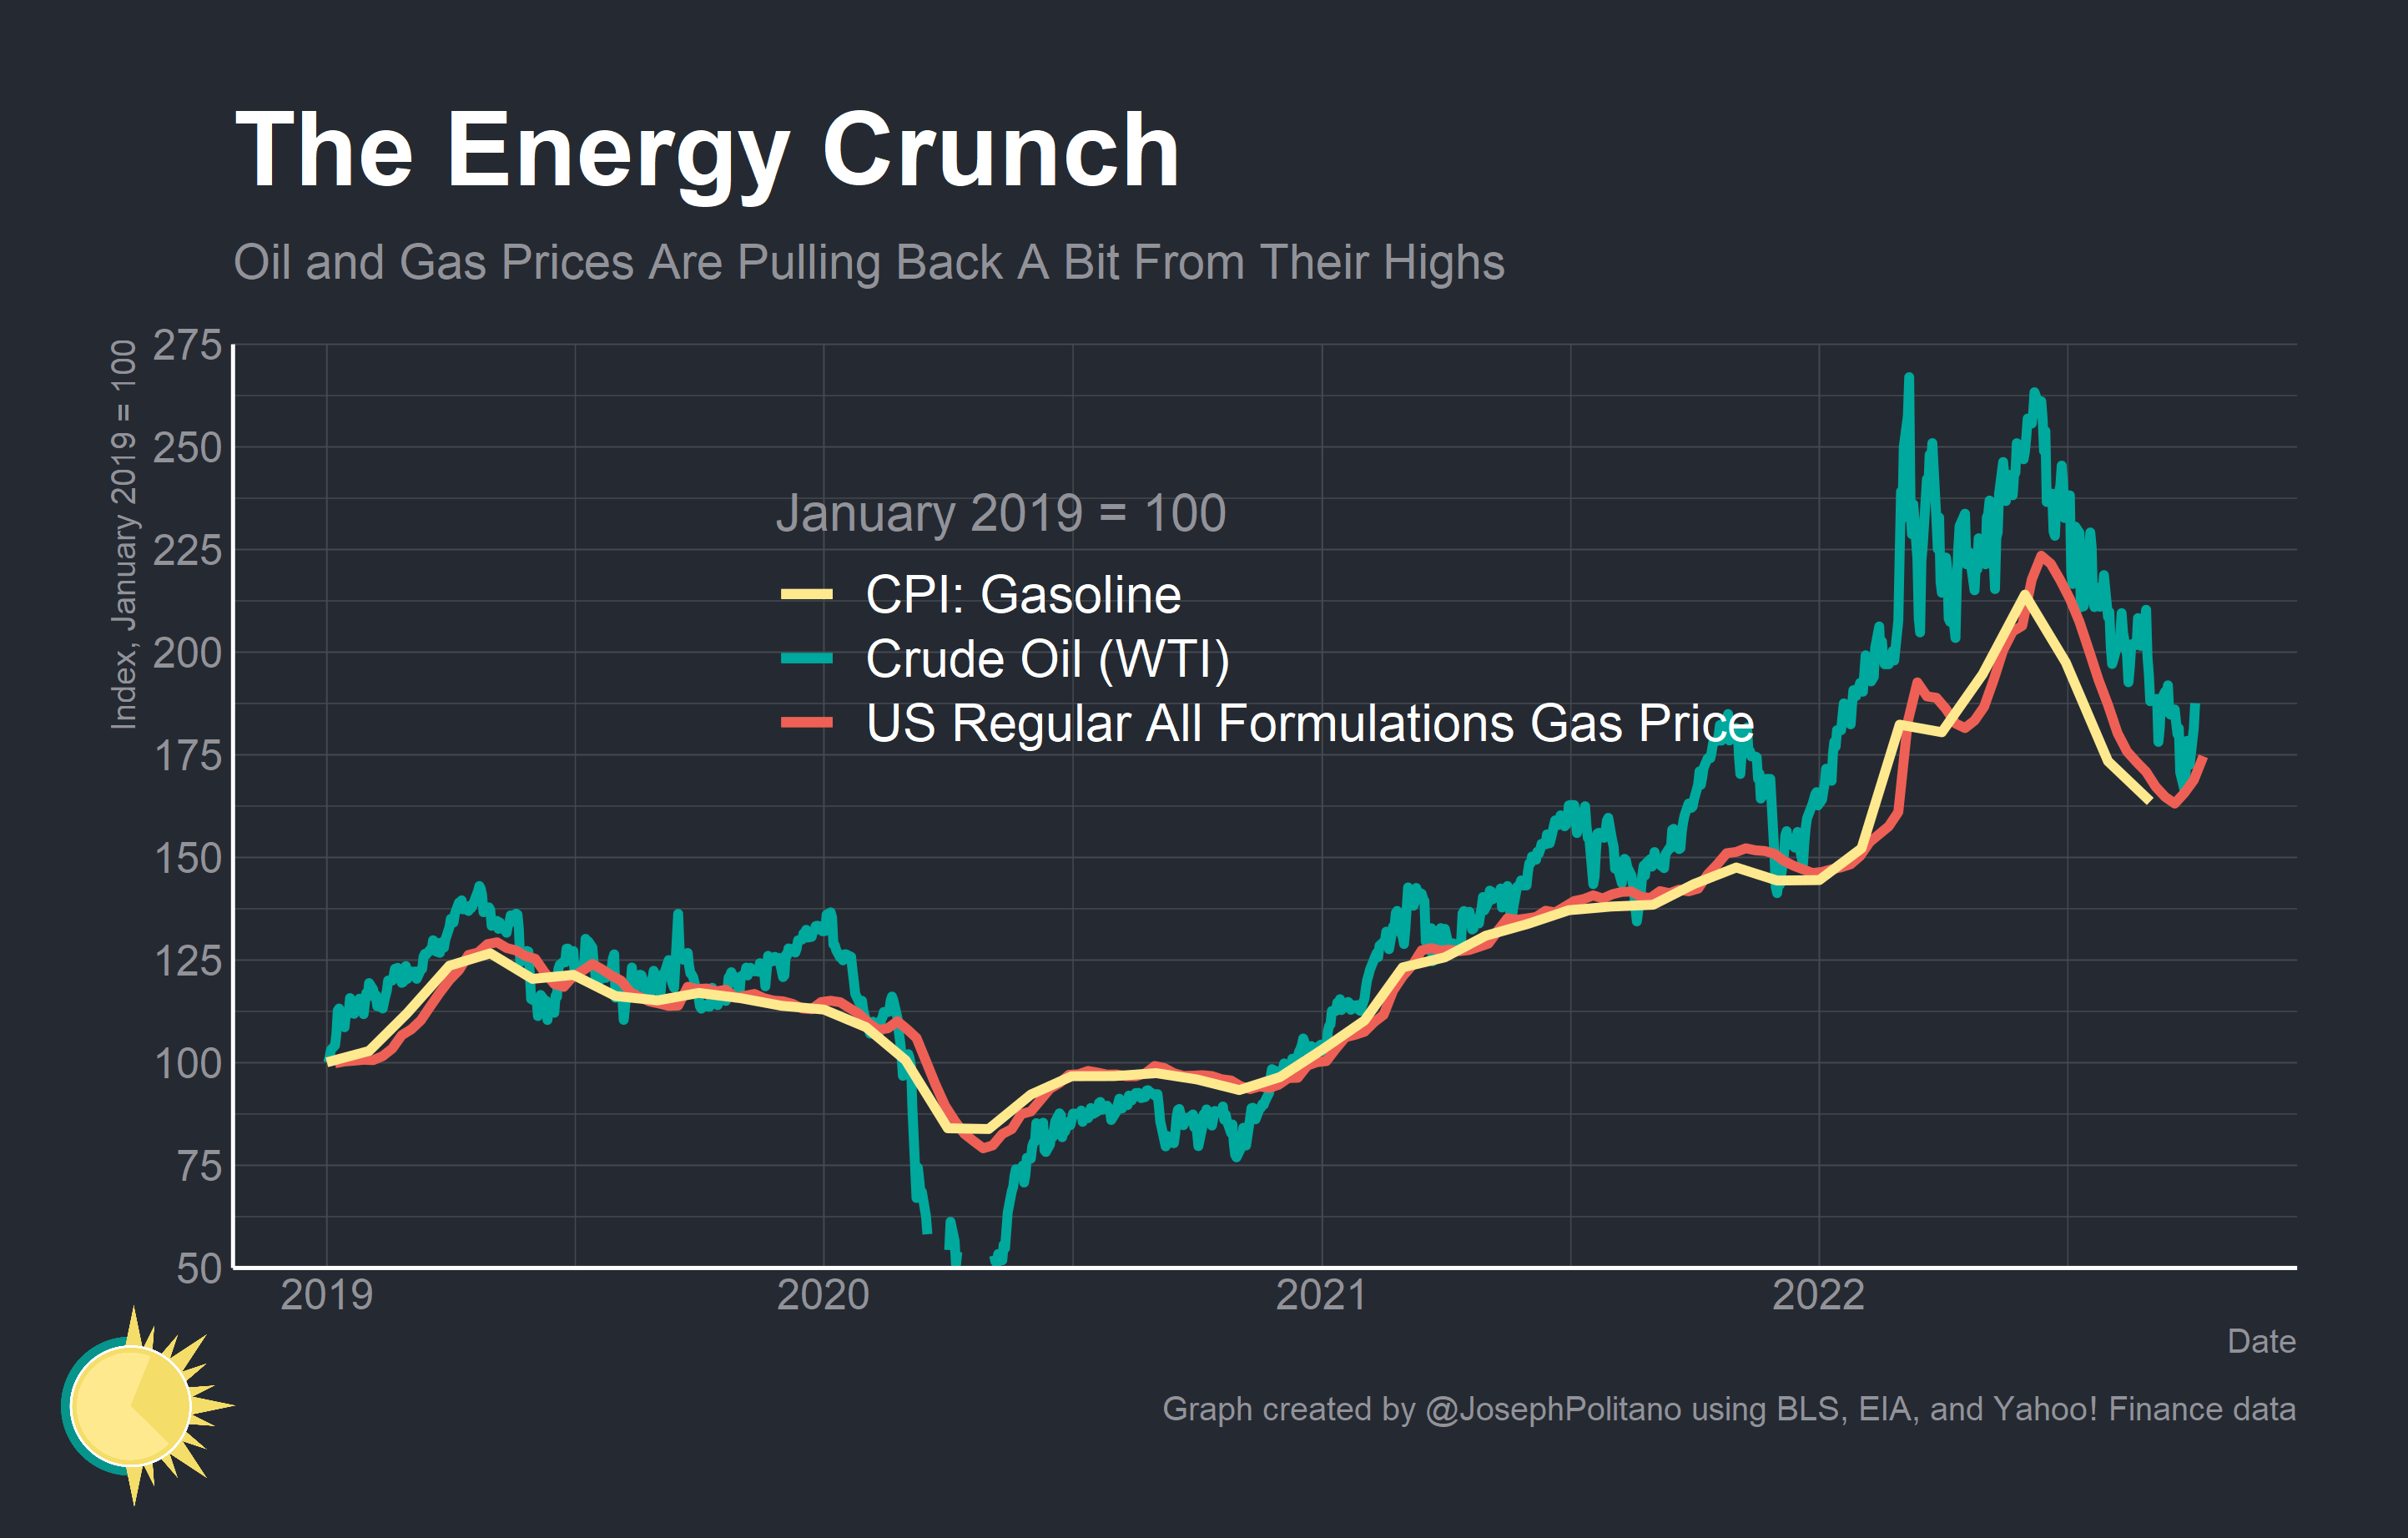 The Energy Crunch
Oil and Gas Prices Are Pulling Back A Bit From Their Highs
Index, January 2019 = 100
275
250
225
200
175
150
125
100
75
50
January 2019 = 100
CPI: Gasoline
Crude Oil (WTI)
US Regular All Formulations Gas Price
2019 2020 2021 2022
Date
Graph created by @JosephPolitano using BLS, EIA, and Yahoo! Finance data